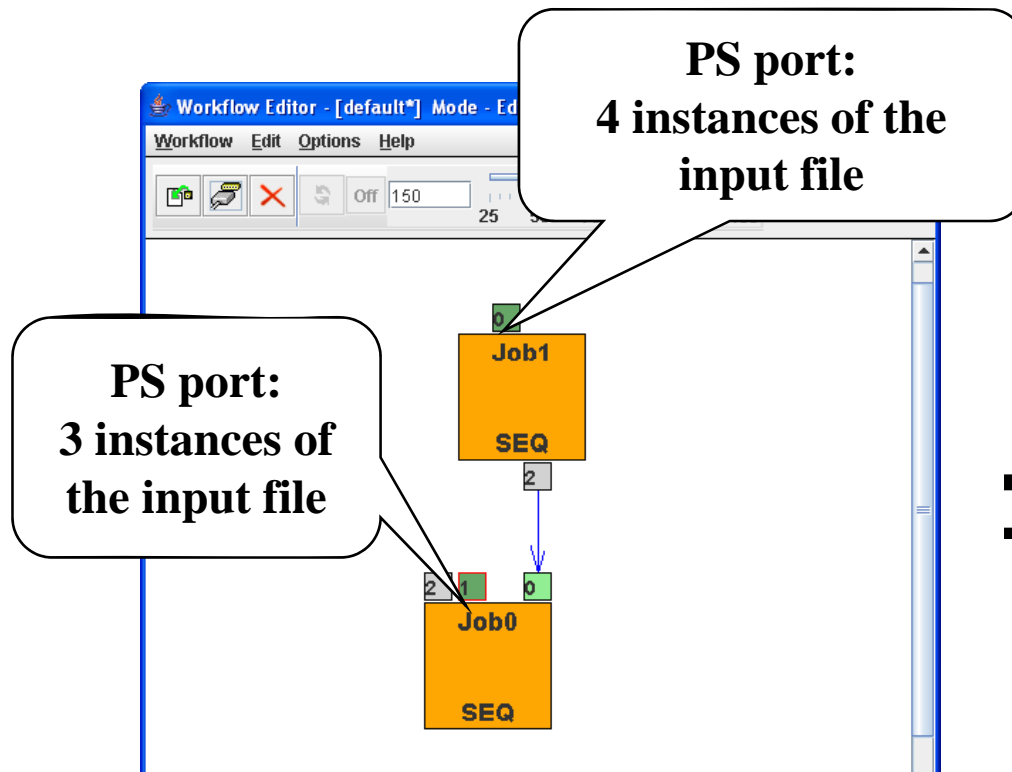 PS port:
4 instances of the
input file
Workflow Editor - [default*] Mode - Ed
Workflow Edit Options Help
Off 150
25
0
Job1
SEQ
2
PS port:
3 instances of
the input file
2 1 0
Job0
SEQ